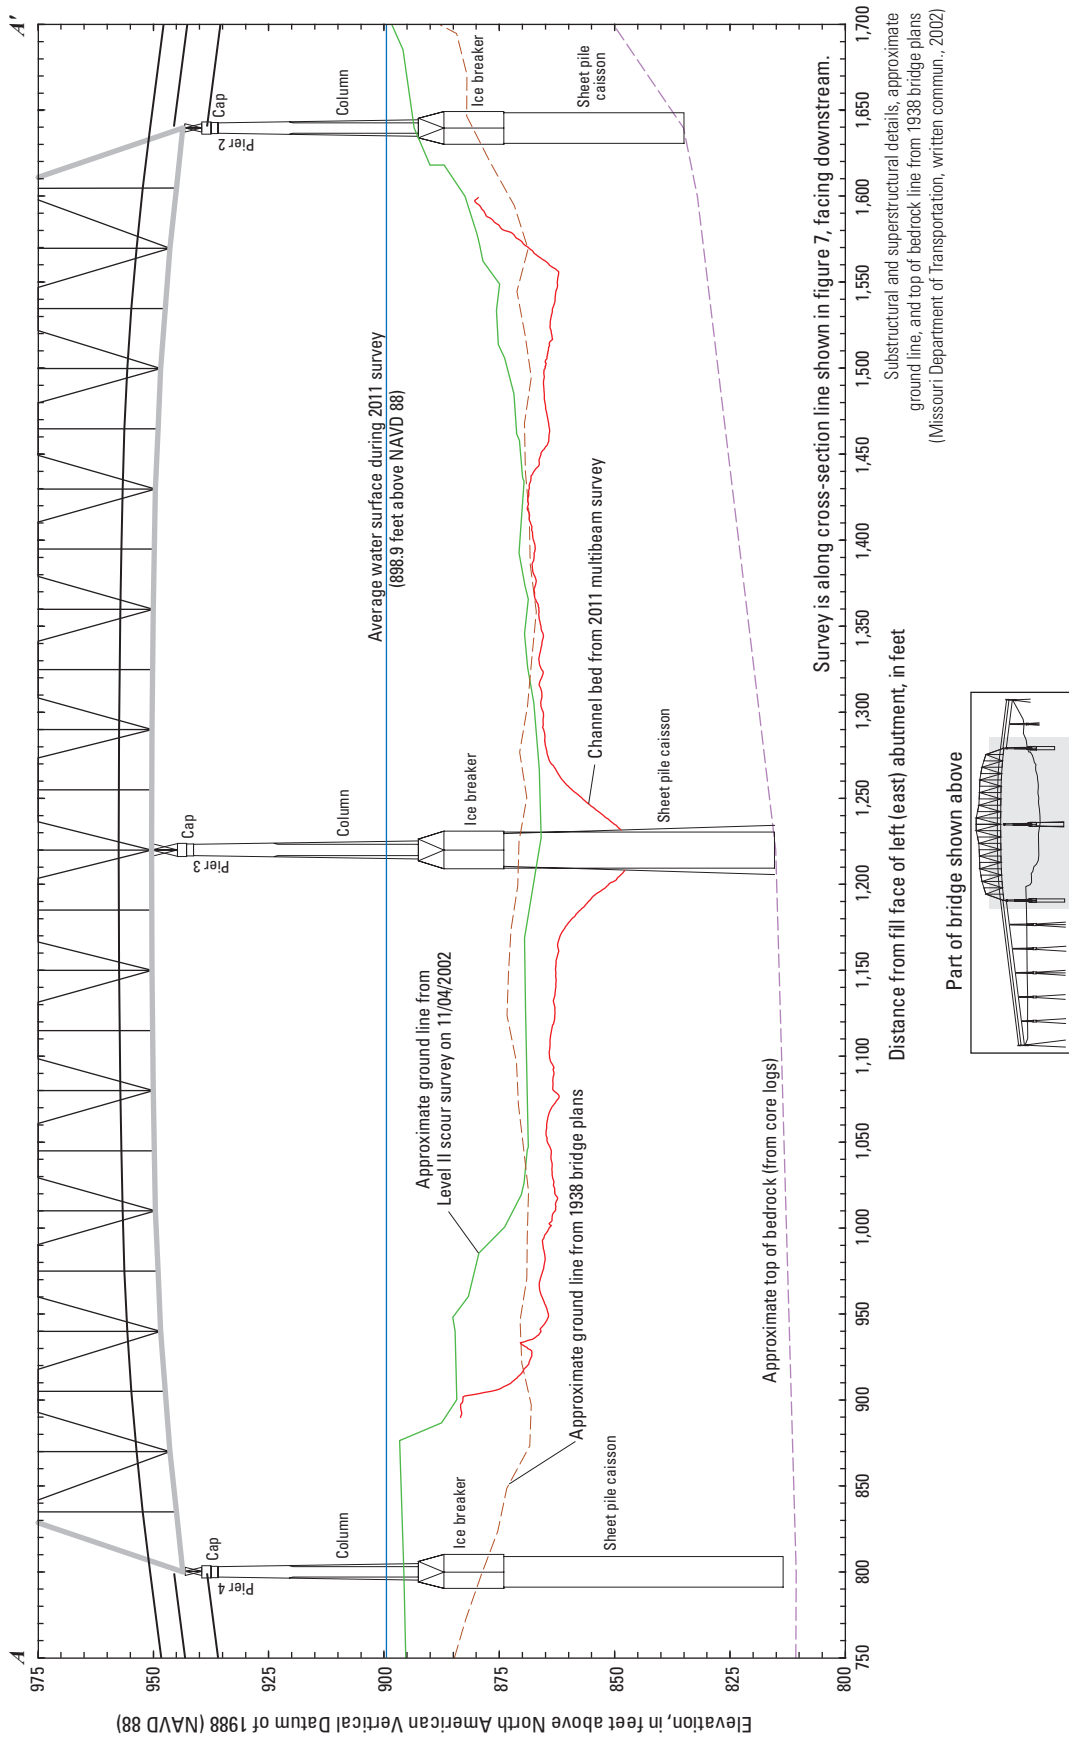 A
A'
Elevation, in feet above North American Vertical Datum of 1988 (NAVD 88)
975
950
925
900
875
850
825
800
Pier 4
Cap
Column
Ice breaker
Sheet pile caisson
Pier 3
Cap
Column
Ice breaker
Sheet pile caisson
Pier 2
Cap
Column
Ice breaker
Sheet pile
caisson
Average water surface during 2011 survey
(898.9 feet above NAVD 88)
Approximate ground line from
Level II scour survey on 11/04/2002
Approximate ground line from 1938 bridge plans
Channel bed from 2011 multibeam survey
Approximate top of bedrock (from core logs)
Survey is along cross-section line shown in figure 7, facing downstream.
750
800
850
900
950
1,000
1,050
1,100
1,150
1,200
1,250
1,300
1,350
1,400
1,450
1,500
1,550
1,600
1,650
1,700
Distance from fill face of left (east) abutment, in feet
Substructural and superstructural details, approximate
ground line, and top of bedrock line from 1938 bridge plans
(Missouri Department of Transportation, written commun., 2002)
Part of bridge shown above